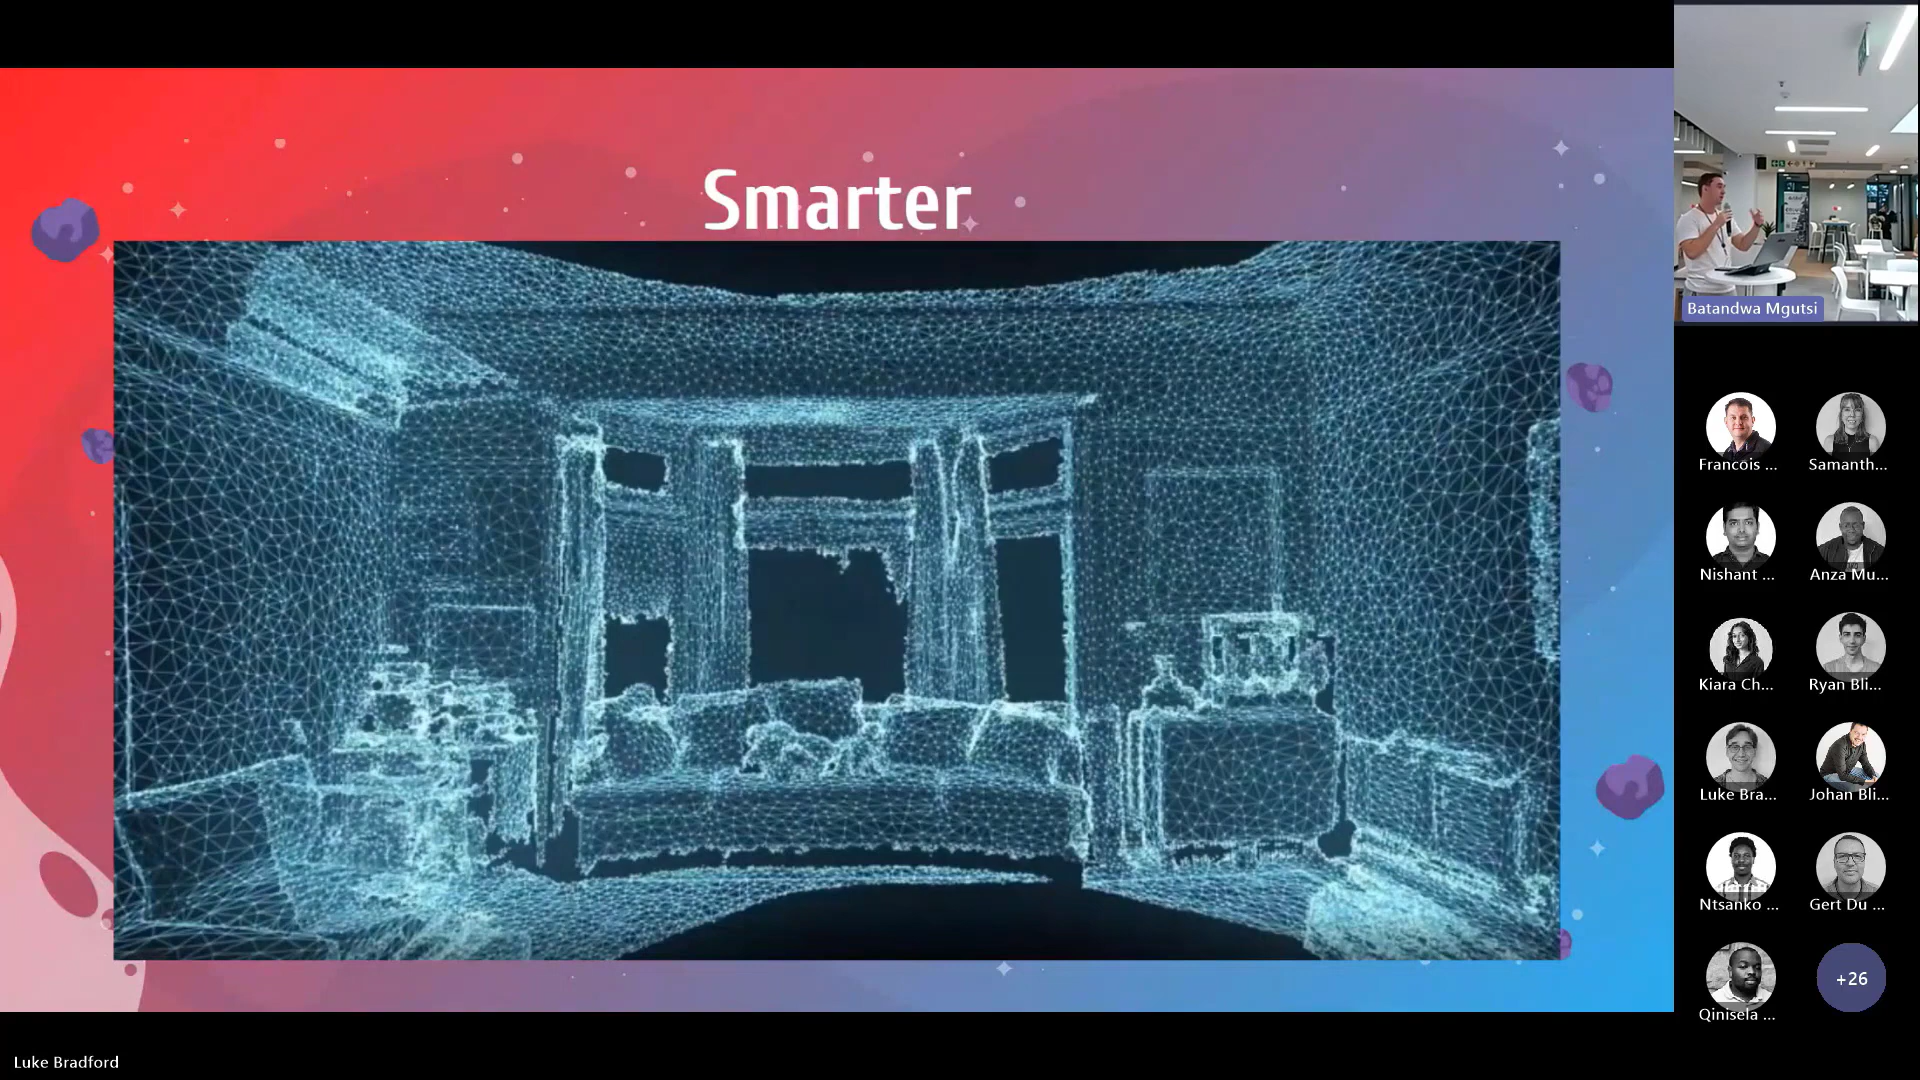 Smarter
Batandwa Mgutsi
Francois ...
Samanth...
Nishant ...
Anza Mu...
Kiara Ch...
Ryan Bli...
Luke Bra...
Johan Bli...
Ntsanko ...
Gert Du ...
Qinisela ...
+26
Luke Bradford